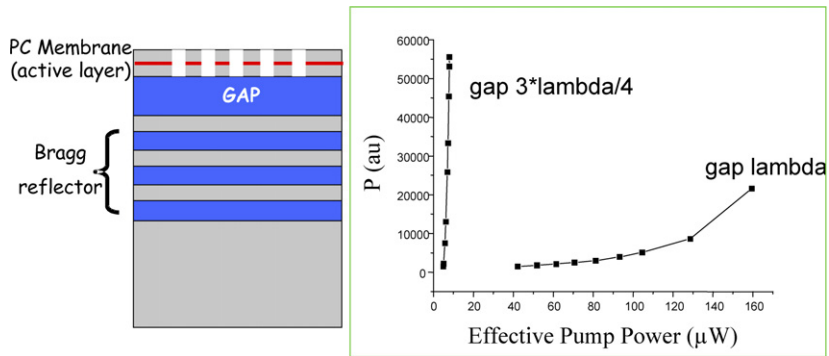 PC Membrane
(active layer)
GAP
Bragg
reflector
60000
50000
40000
30000
20000
10000
0
P (au)
gap 3*lambda/4
gap lambda
0
20
40
60
80
100
120
140
160
Effective Pump Power (µW)